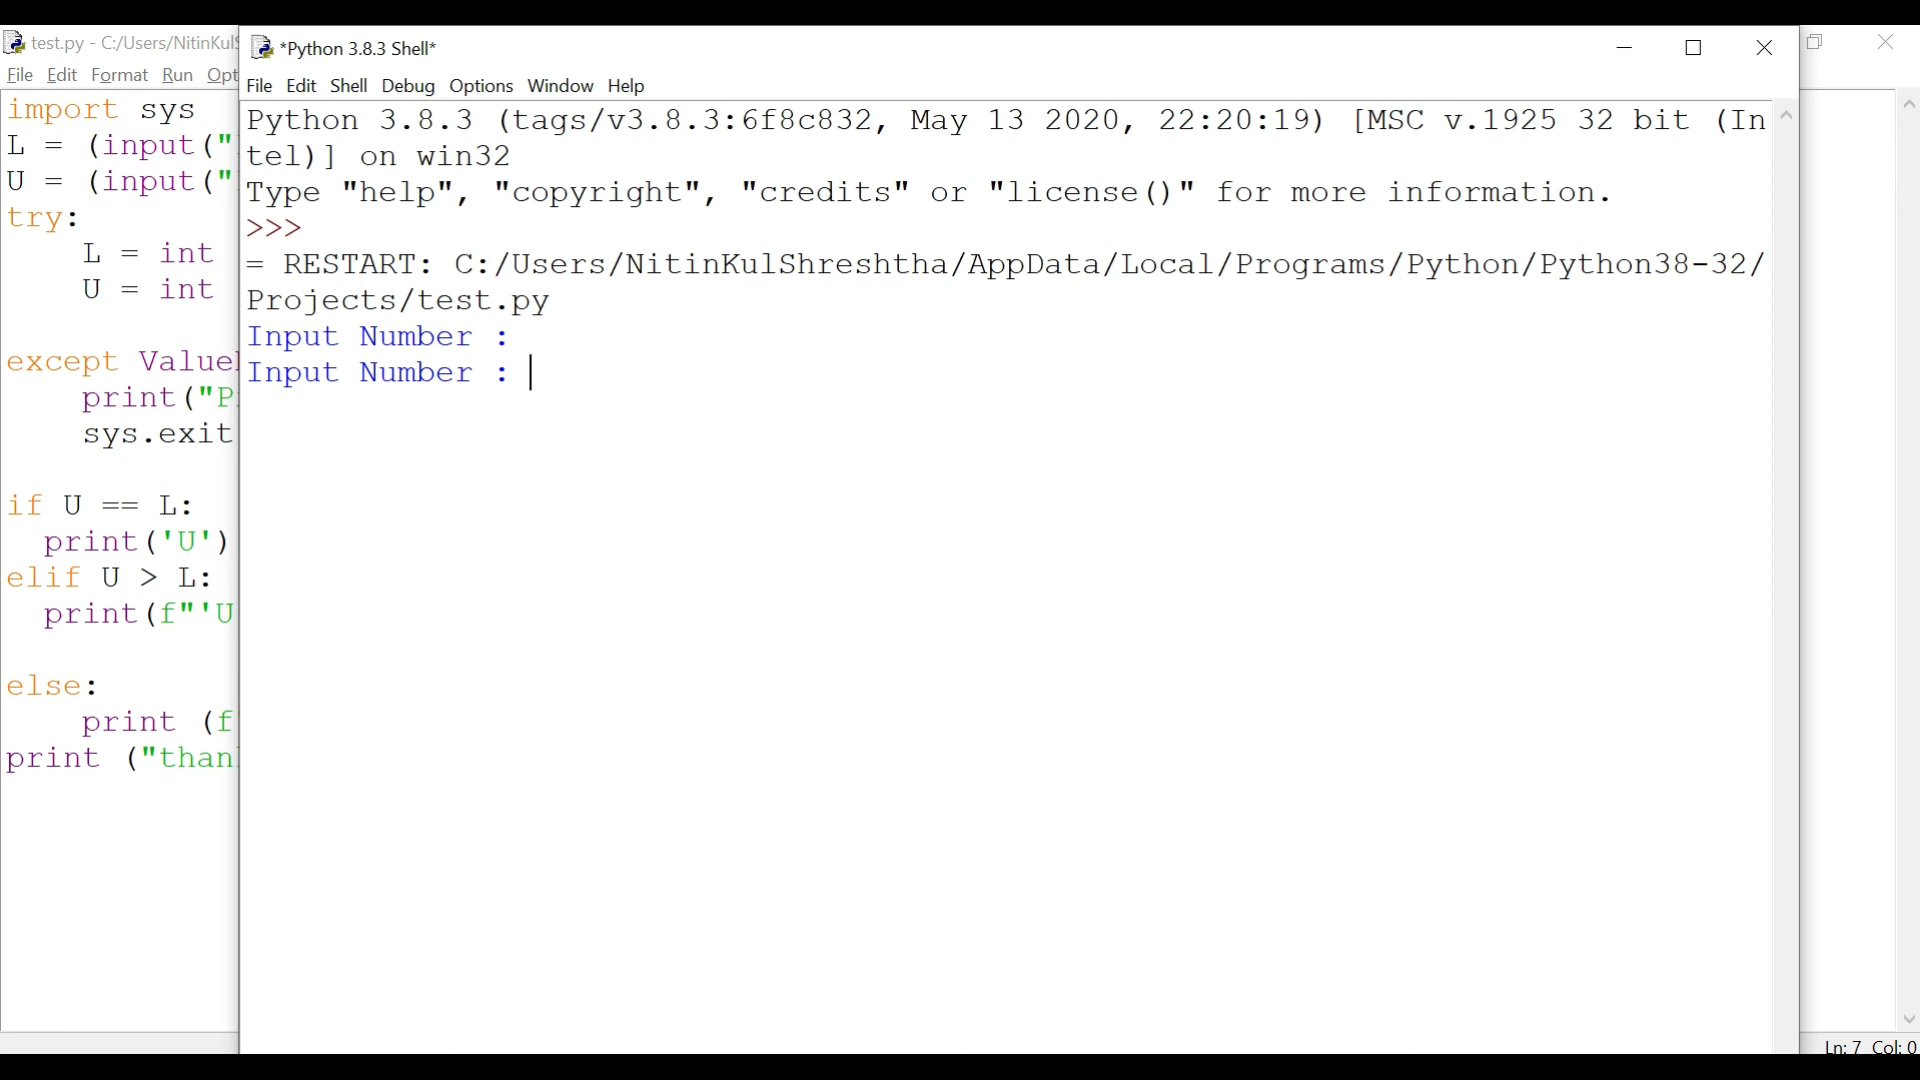 test.py - C:/Users/NitinKulS
File Edit Format Run Opt
import sys
L = (input("
U = (input("
try:
    L = int
    U = int
except Value
    print("P
    sys.exit
if U == L:
  print('U')
elif U > L:
  print(f"'U
else:
    print (f
print ("than
*Python 3.8.3 Shell*
File Edit Shell Debug Options Window Help
Python 3.8.3 (tags/v3.8.3:6f8c832, May 13 2020, 22:20:19) [MSC v.1925 32 bit (In
tel)] on win32
Type "help", "copyright", "credits" or "license()" for more information.
>>>
= RESTART: C:/Users/NitinKulShreshtha/AppData/Local/Programs/Python/Python38-32/
Projects/test.py
Input Number :
Input Number :
Ln: 7 Col: 0